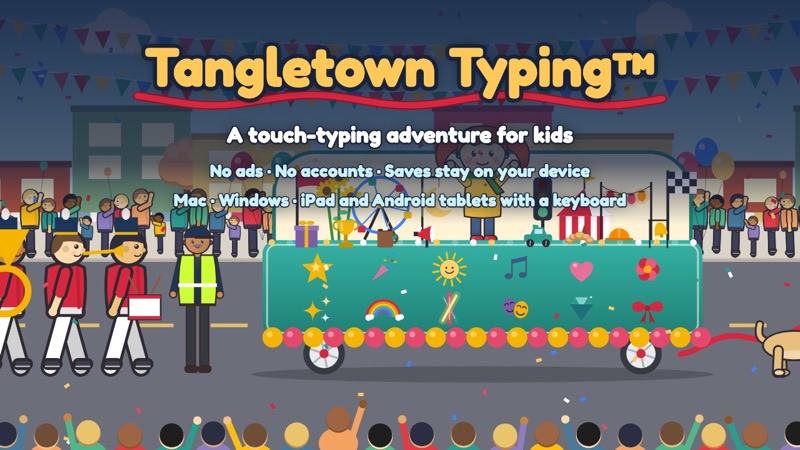 Tangletown Typing™
A touch-typing adventure for kids
No ads · No accounts · Saves stay on your device
Mac · Windows · iPad and Android tablets with a keyboard